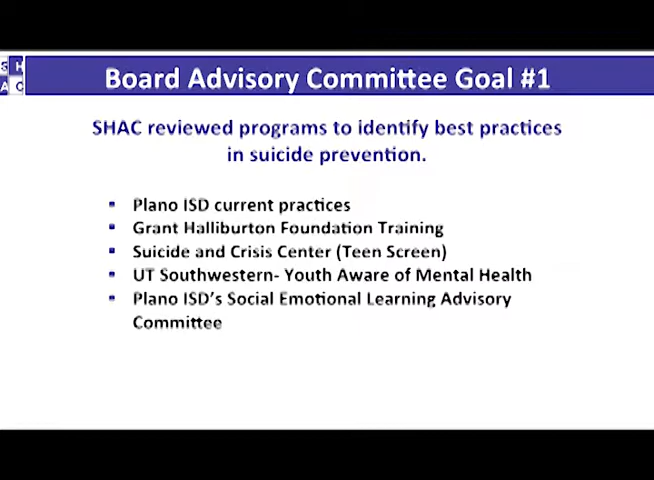 S H
A C
Board Advisory Committee Goal #1
SHAC reviewed programs to identify best practices
in suicide prevention.
Plano ISD current practices
Grant Halliburton Foundation Training
Suicide and Crisis Center (Teen Screen)
UT Southwestern- Youth Aware of Mental Health
Plano ISD's Social Emotional Learning Advisory
Committee